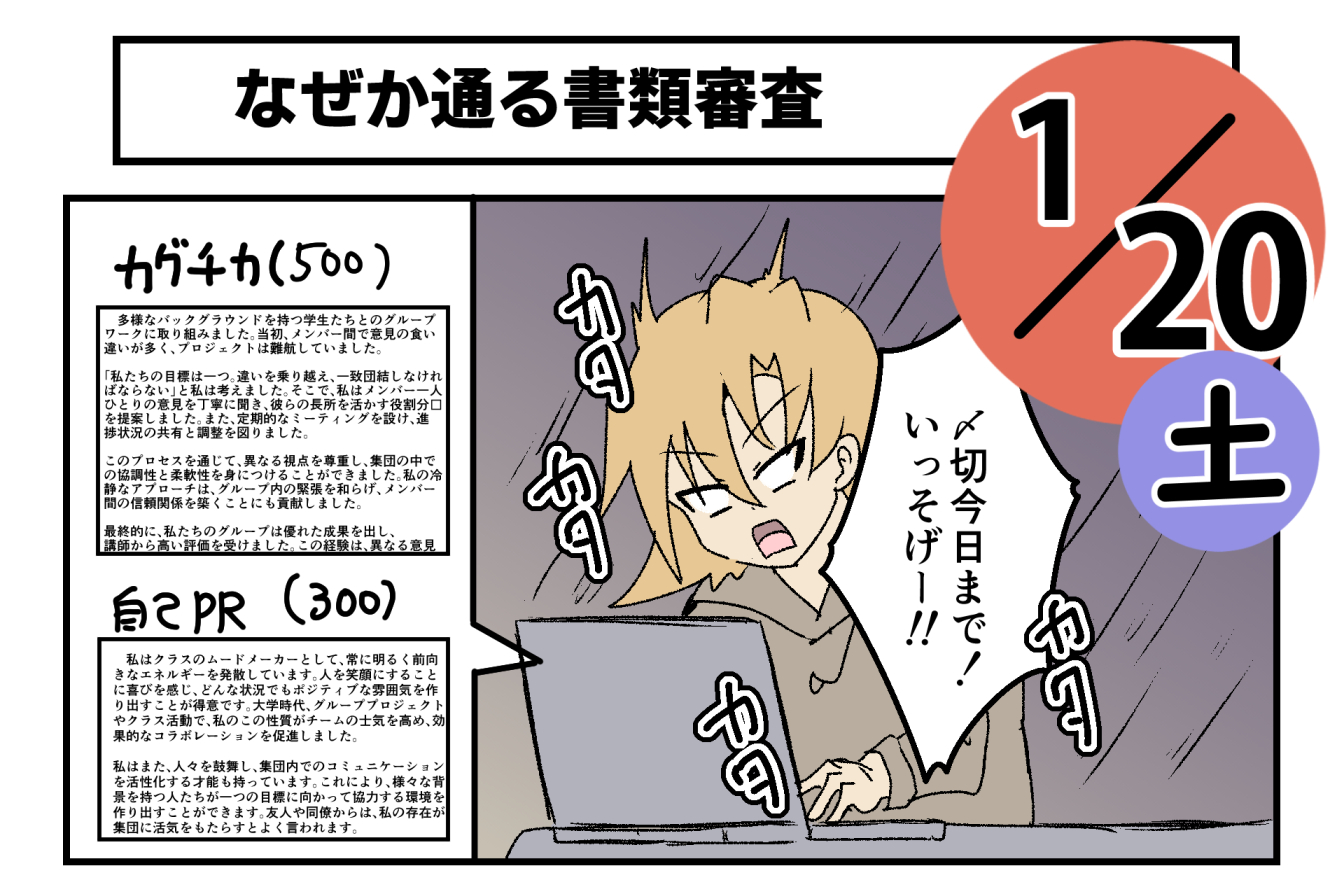 なぜか通る書類審査
1/20
土
カタ
カタ
カタ
カタ
〆切今日まで！
いっそげー!!
カゲチカ(500)
多様なバックグラウンドを持つ学生たちとのグループ
ワークに取り組みました。当初、メンバー間で意見の食い
違いが多く、プロジェクトは難航していました。
「私たちの目標は一つ。違いを乗り越え、一致団結しなけれ
ばならない」と私は考えました。そこで、私はメンバー一人
ひとりの意見を丁寧に聞き、彼らの長所を活かす役割分□
を提案しました。また、定期的なミーティングを設け、進
捗状況の共有と調整を図りました。
このプロセスを通じて、異なる視点を尊重し、集団の中で
の協調性と柔軟性を身につけることができました。私の冷
静なアプローチは、グループ内の緊張を和らげ、メンバー
間の信頼関係を築くことにも貢献しました。
最終的に、私たちのグループは優れた成果を出し、
講師から高い評価を受けました。この経験は、異なる意見
自己PR (300)
私はクラスのムードメーカーとして、常に明るく前向
きなエネルギーを発散しています。人を笑顔にすること
に喜びを感じ、どんな状況でもポジティブな雰囲気を作
り出すことが得意です。大学時代、グループプロジェクト
やクラス活動で、私のこの性質がチームの士気を高め、効
果的なコラボレーションを促進しました。
私はまた、人々を鼓舞し、集団内でのコミュニケーション
を活性化する才能も持っています。これにより、様々な背
景を持つ人たちが一つの目標に向かって協力する環境を
作り出すことができます。友人や同僚からは、私の存在が
集団に活気をもたらすとよく言われます。